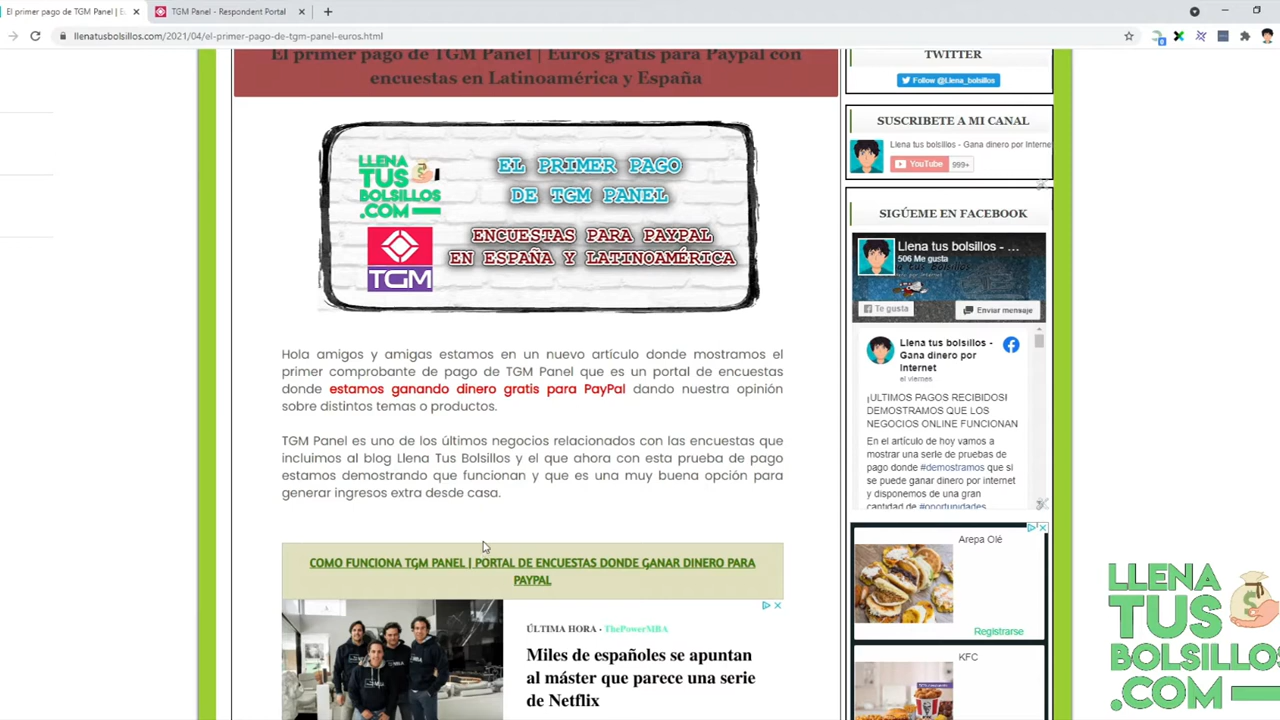 El primer pago de TGM Panel | E
TGM Panel - Respondent Portal
llenatusbolsillos.com/2021/04/el-primer-pago-de-tgm-panel-euros.html
El primer pago de TGM Panel | Euros gratis para Paypal con
encuestas en Latinoamérica y España
LLENA
TUS
BOLSILLOS
.COM
TGM
EL PRIMER PAGO
DE TGM PANEL
ENCUESTAS PARA PAYPAL
EN ESPAÑA Y LATINOAMÉRICA
Hola amigos y amigas estamos en un nuevo artículo donde mostramos el
primer comprobante de pago de TGM Panel que es un portal de encuestas
donde estamos ganando dinero gratis para PayPal dando nuestra opinión
sobre distintos temas o productos.
TGM Panel es uno de los últimos negocios relacionados con las encuestas que
incluimos al blog Llena Tus Bolsillos y el que ahora con esta prueba de pago
estamos demostrando que funcionan y que es una muy buena opción para
generar ingresos extra desde casa.
COMO FUNCIONA TGM PANEL | PORTAL DE ENCUESTAS DONDE GANAR DINERO PARA
PAYPAL
ÚLTIMA HORA · ThePowerMBA
Miles de españoles se apuntan
al máster que parece una serie
de Netflix
TWITTER
Follow @Llena_bolsillos
SUSCRIBETE A MI CANAL
Llena tus bolsillos - Gana dinero por Interne
YouTube 999+
SIGÚEME EN FACEBOOK
Llena tus bolsillos - ...
506 Me gusta
Te gusta
Enviar mensaje
Llena tus bolsillos -
Gana dinero por
Internet
el viernes
¡ULTIMOS PAGOS RECIBIDOS!
DEMOSTRAMOS QUE LOS
NEGOCIOS ONLINE FUNCIONAN
En el artículo de hoy vamos a
mostrar una serie de pruebas de
pago donde #demostramos que si
se puede ganar dinero por internet
y disponemos de una gran
cantidad de #oportunidades
Arepa Olé
Registrarse
KFC
LLENA
TUS
BOLSILLOS
.COM